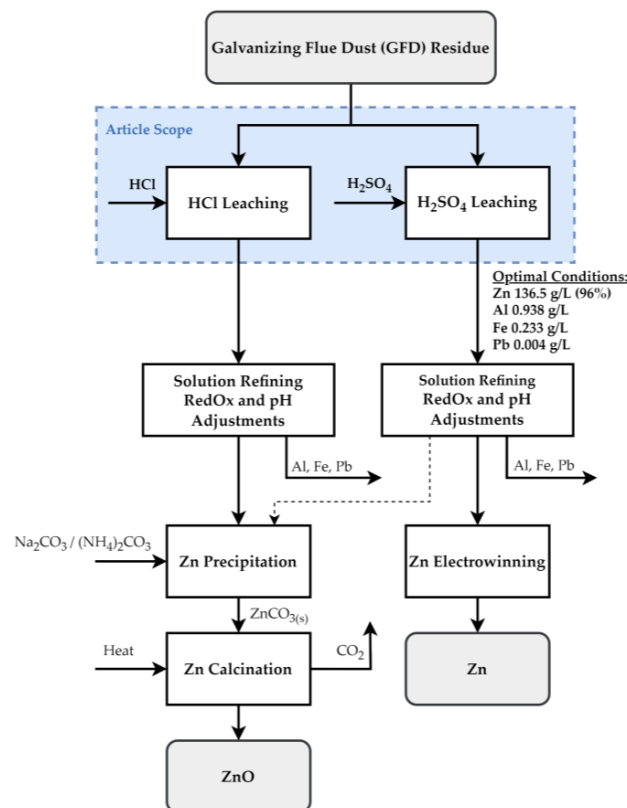 Galvanizing Flue Dust (GFD) Residue
Article Scope
HCl
HCl Leaching
H₂SO₄
H₂SO₄ Leaching
Optimal Conditions:
Zn 136.5 g/L (96%)
Al 0.938 g/L
Fe 0.233 g/L
Pb 0.004 g/L
Solution Refining
RedOx and pH
Adjustments
Solution Refining
RedOx and pH
Adjustments
Al, Fe, Pb
Al, Fe, Pb
Na₂CO₃ / (NH₄)₂CO₃
Zn Precipitation
Zn Electrowinning
ZnCO₃₍s₎
Heat
Zn Calcination
CO₂
Zn
ZnO